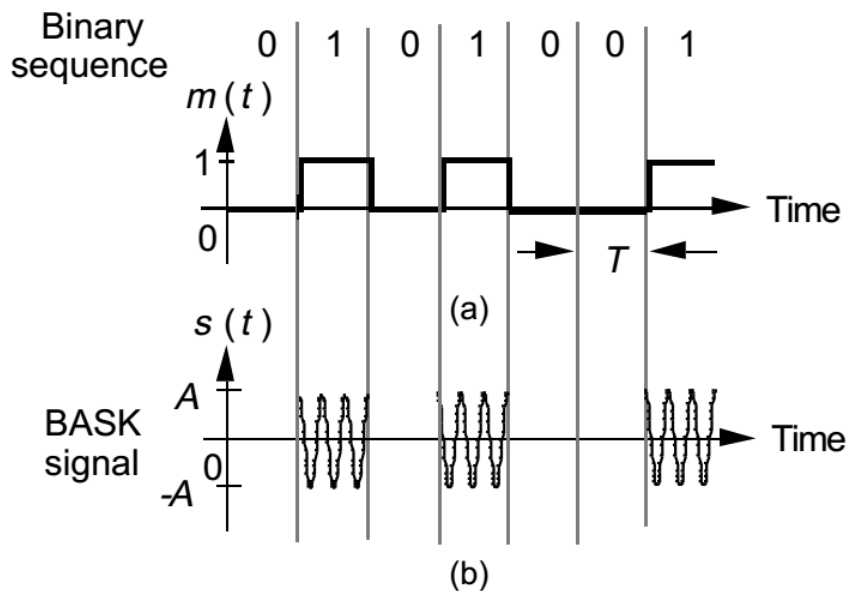 Binary
sequence
0 1 0 1 0 0 1
m (t)
1
0
Time
T
(a)
s (t)
A
BASK
signal
0
-A
Time
(b)